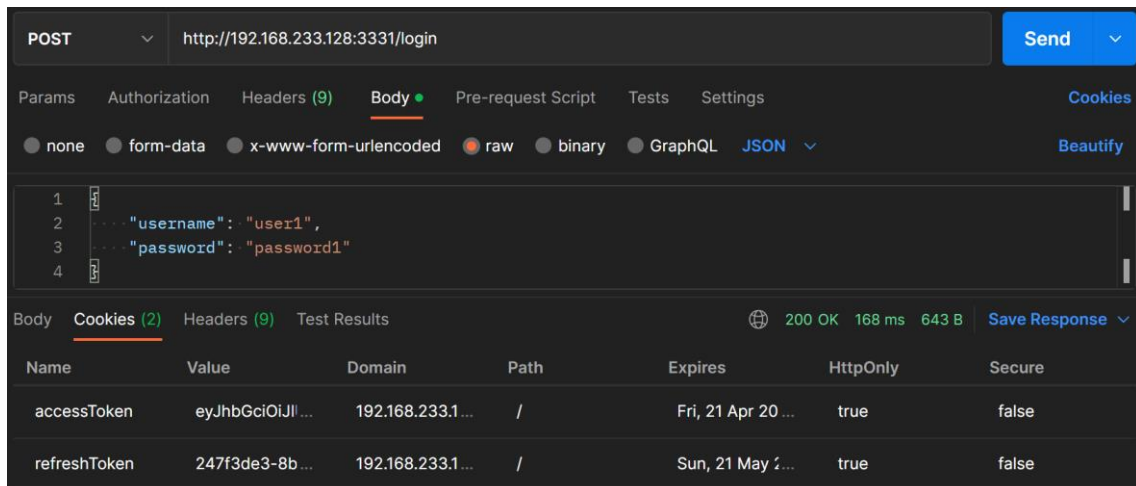 POST http://192.168.233.128:3331/login Send
Params Authorization Headers (9) Body Pre-request Script Tests Settings Cookies
none form-data x-www-form-urlencoded raw binary GraphQL JSON Beautify
1 {
2 "username": "user1",
3 "password": "password1"
4 }
Body Cookies (2) Headers (9) Test Results 200 OK 168 ms 643 B Save Response
Name Value Domain Path Expires HttpOnly Secure
accessToken 192.168.233.1... / Fri, 21 Apr 20 ... true false
refreshToken 247f3de3-8b... 192.168.233.1... / Sun, 21 May ... true false